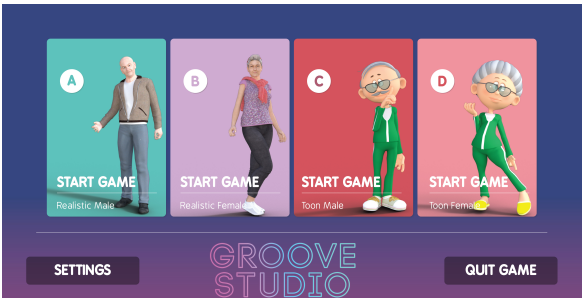 A
B
C
D
START GAME
Realistic Male
START GAME
Realistic Female
START GAME
Toon Male
START GAME
Toon Female
SETTINGS
GROOVE
STUDIO
QUIT GAME